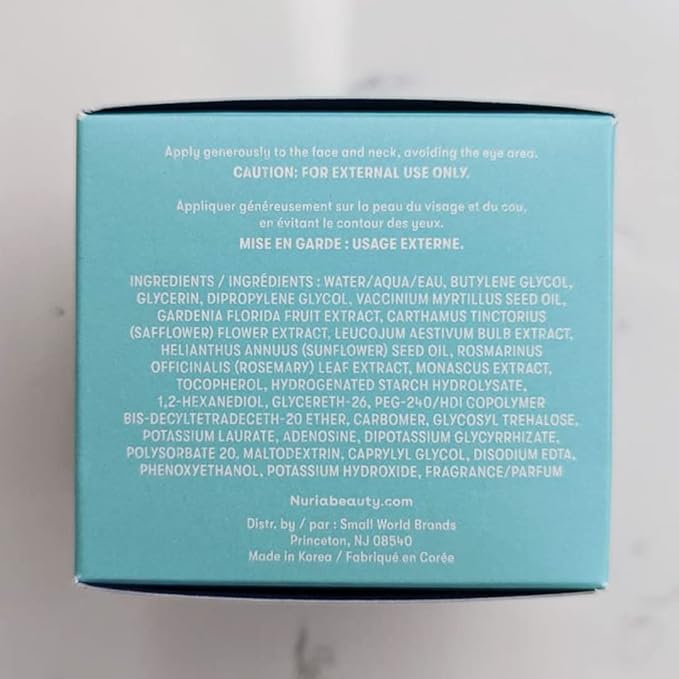 Apply generously to the face and neck, avoiding the eye area.
CAUTION: FOR EXTERNAL USE ONLY.
Appliquer généreusement sur la peau du visage et du cou,
en évitant le contour des yeux.
MISE EN GARDE : USAGE EXTERNE.
INGREDIENTS / INGRÉDIENTS : WATER/AQUA/EAU, BUTYLENE GLYCOL,
GLYCERIN, DIPROPYLENE GLYCOL, VACCINIUM MYRTILLUS SEED OIL,
GARDENIA FLORIDA FRUIT EXTRACT, CARTHAMUS TINCTORIUS
(SAFFLOWER) FLOWER EXTRACT, LEUCOJUM AESTIVUM BULB EXTRACT,
HELIANTHUS ANNUUS (SUNFLOWER) SEED OIL, ROSMARINUS
OFFICINALIS (ROSEMARY) LEAF EXTRACT, MONASCUS EXTRACT,
TOCOPHEROL, HYDROGENATED STARCH HYDROLYSATE,
1,2-HEXANEDIOL, GLYCERETH-26, PEG-240/HDI COPOLYMER
BIS-DECYLTETRADECETH-20 ETHER, CARBOMER, GLYCOSYL TREHALOSE,
POTASSIUM LAURATE, ADENOSINE, DIPOTASSIUM GLYCYRRHIZATE,
POLYSORBATE 20, MALTODEXTRIN, CAPRYLYL GLYCOL, DISODIUM EDTA,
PHENOXYETHANOL, POTASSIUM HYDROXIDE, FRAGRANCE/PARFUM
Nuriabeauty.com
Distr. by / par : Small World Brands
Princeton, NJ 08540
Made in Korea / Fabriqué en Corée